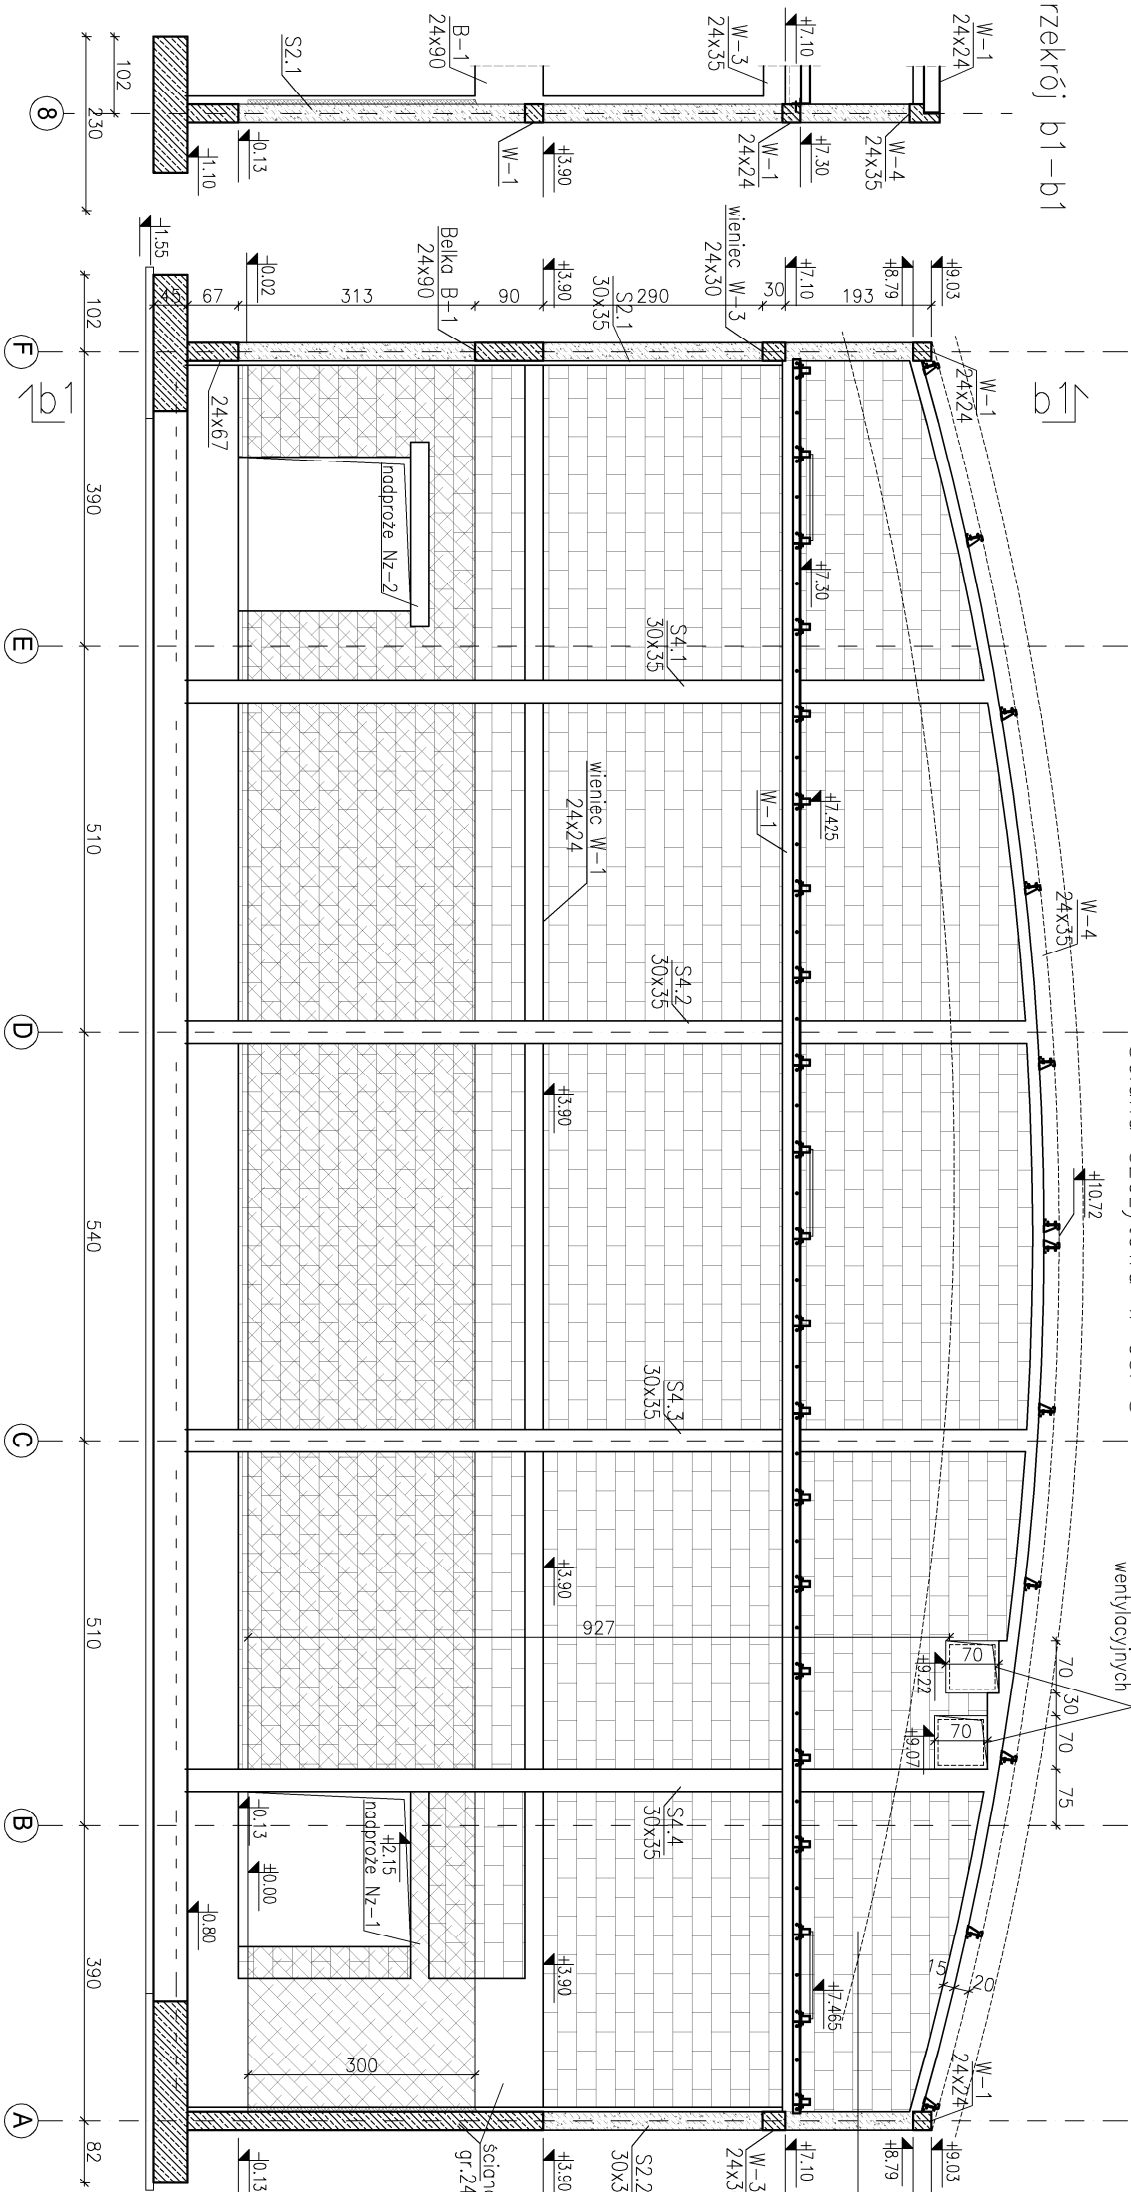 rzekrój b1-b1
W-1
24x24
+7.10
W-3
24x35
B-1
24x90
S2.1
102
230
8
W-4
24x35
+7.30
W-1
24x24
+3.90
W-1
-0.13
-1.10
-1.55
+9.03
+8.79
+7.10
wieniec W-3
24x30
+3.90
S2.1
30x35
Belka B-1
24x90
-0.02
193
30
290
90
313
67
45
102
F
b1
b1
W-1
24x24
24x67
390
nadproże Nz-2
+7.30
S4.1
30x35
E
W-4
24x35
+7.425
W-1
wieniec W-1
24x24
510
S4.2
30x35
D
+3.90
+10.72
540
S4.3
30x35
C
wentylacyjnych
+3.90
927
510
70
30
70
75
70
+9.22
70
+9.07
S4.4
30x35
B
-0.13
+2.15
nadproże Nz-1
±0.00
-0.80
+3.90
390
15
20
+7.465
W-1
24x24
300
A
82
+9.03
+8.79
+7.10
W-3
24x3
S2.2
30x3
+3.90
gr.24
-0.13